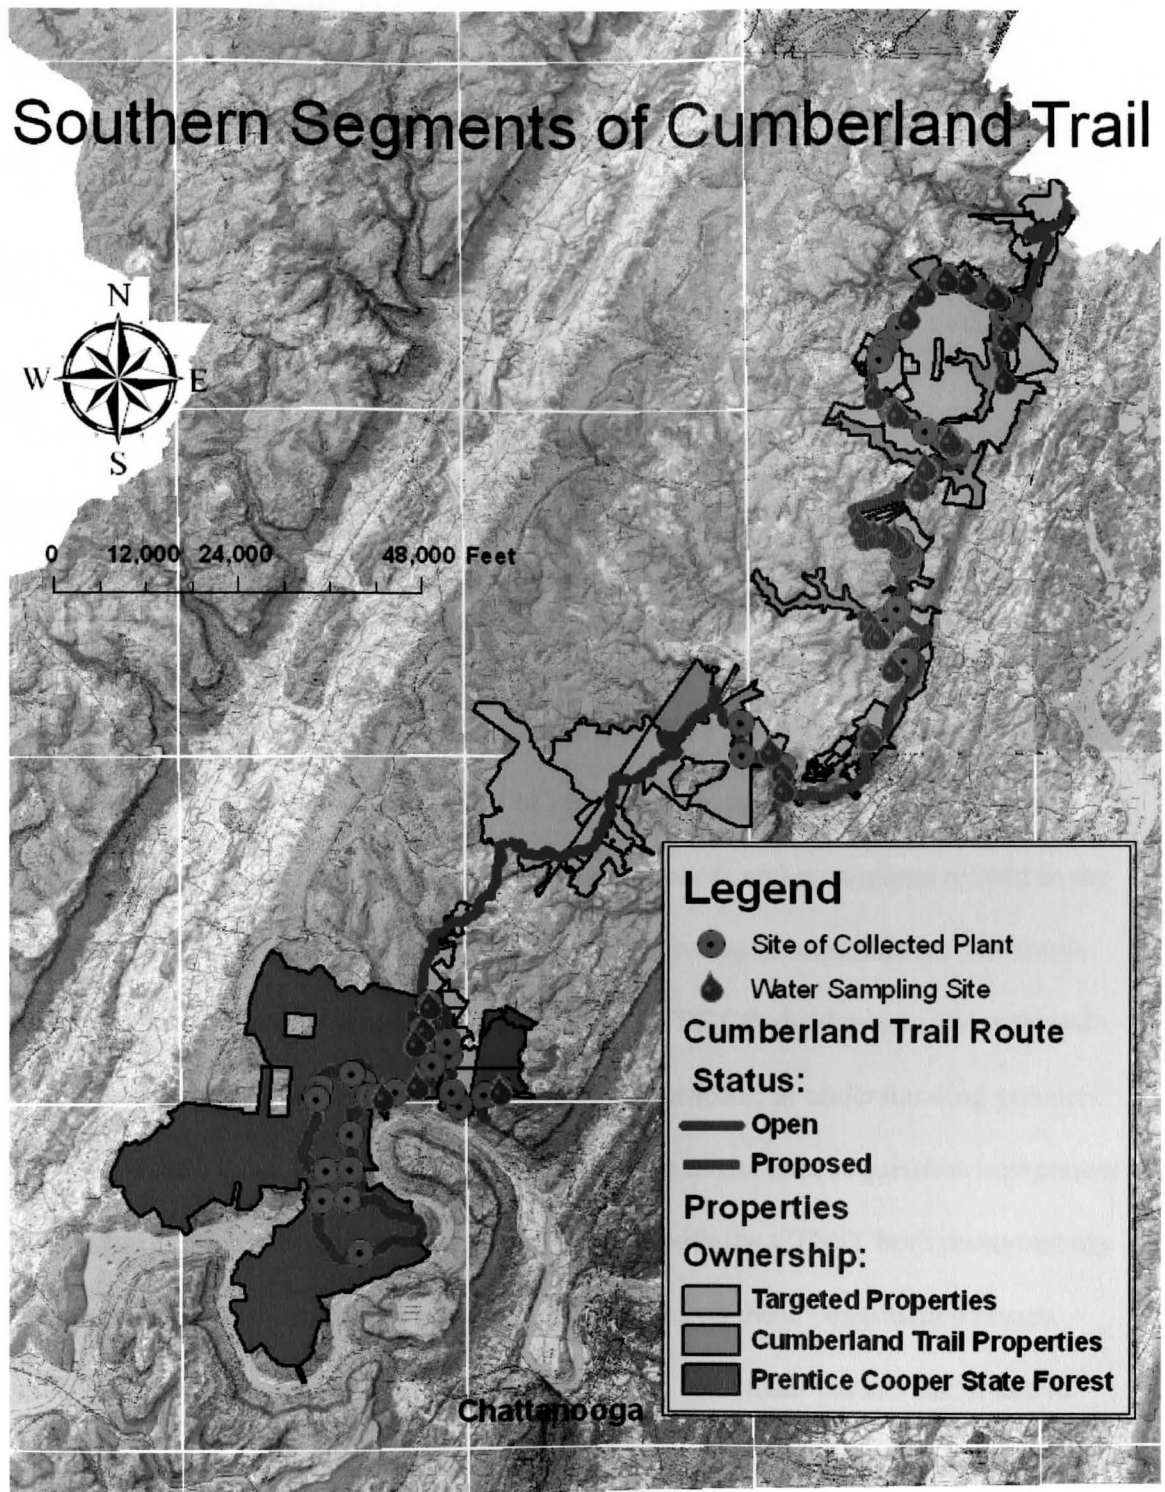 Southern Segments of Cumberland Trail
N
W E
S
0 12,000 24,000 48,000 Feet
Legend
Site of Collected Plant
Water Sampling Site
Cumberland Trail Route
Status:
Open
Proposed
Properties
Ownership:
Targeted Properties
Cumberland Trail Properties
Prentice Cooper State Forest
Chattanooga